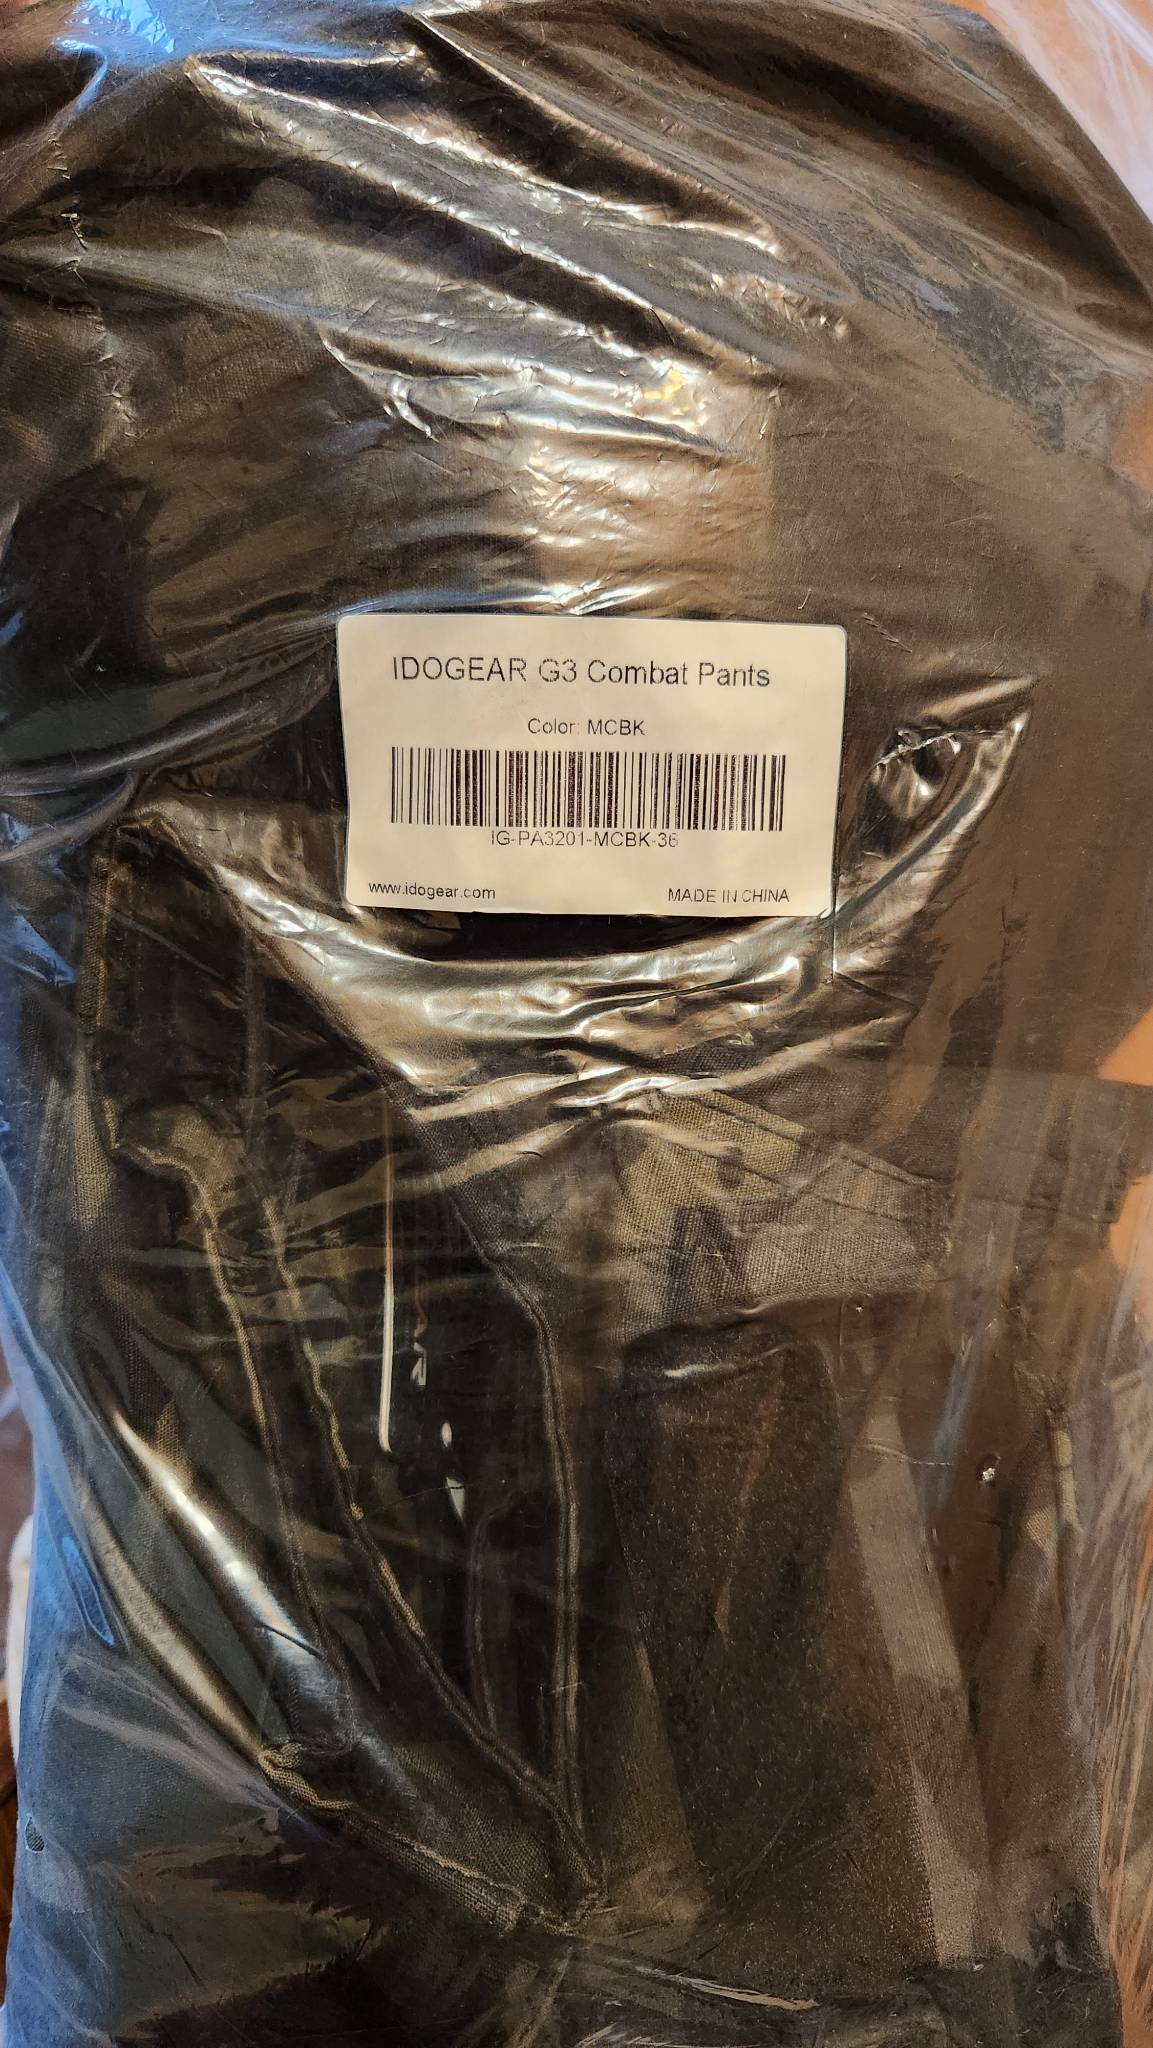 IDOGEAR G3 Combat Pants
Color: MCBK
IG-PA3201-MCBK-36
www.idogear.com
MADE IN CHINA